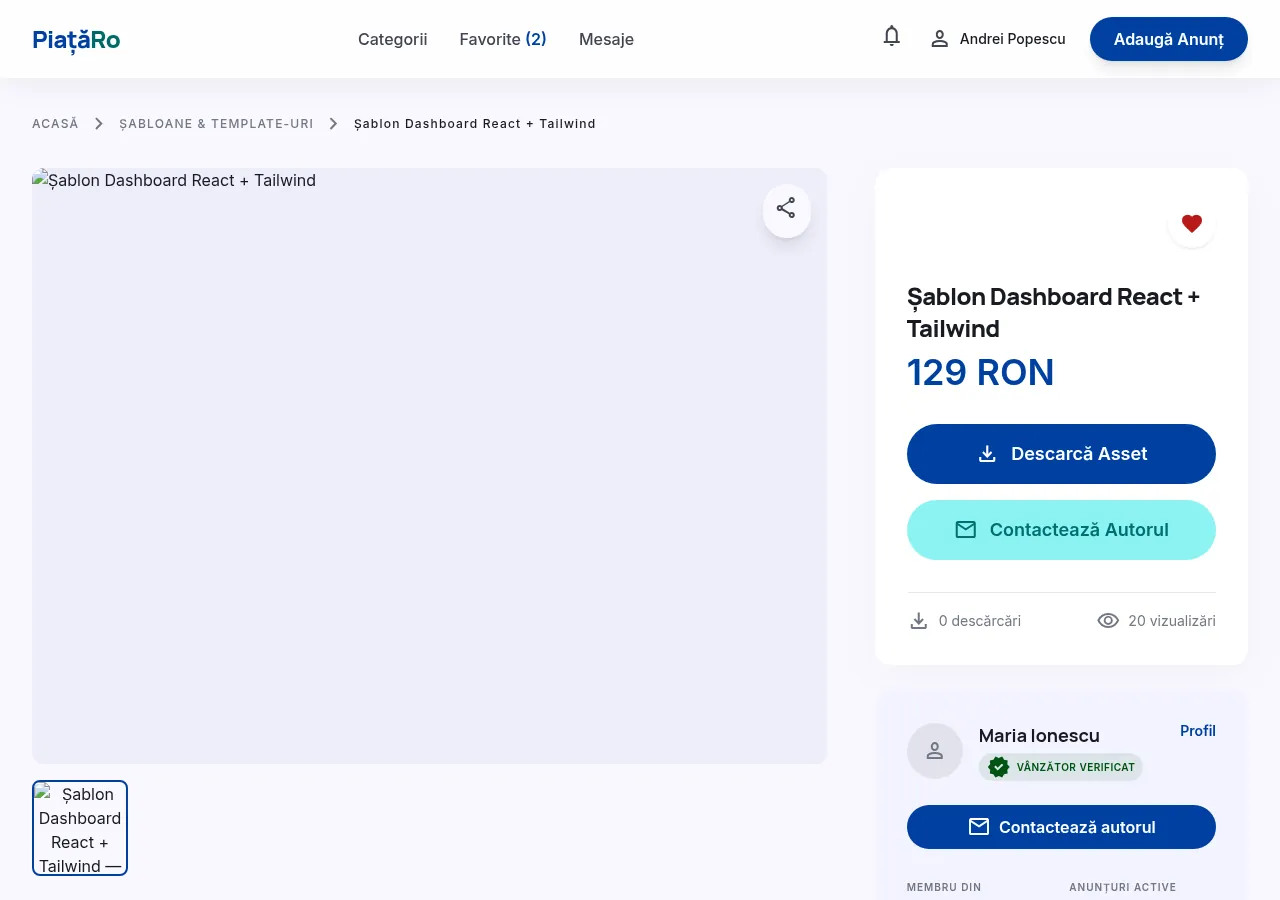 PiațăRo
Categorii
Favorite (2)
Mesaje
Andrei Popescu
Adaugă Anunț
ACASĂ
ȘABLOANE & TEMPLATE-URI
Șablon Dashboard React + Tailwind
Șablon Dashboard React + Tailwind
Șablon Dashboard React +
Tailwind
129 RON
Descarcă Asset
Contactează Autorul
0 descărcări
20 vizualizări
Maria Ionescu
Profil
VÂNZĂTOR VERIFICAT
Contactează autorul
MEMBRU DIN
ANUNȚURI ACTIVE
Șablon
Dashboard
React +
Tailwind —